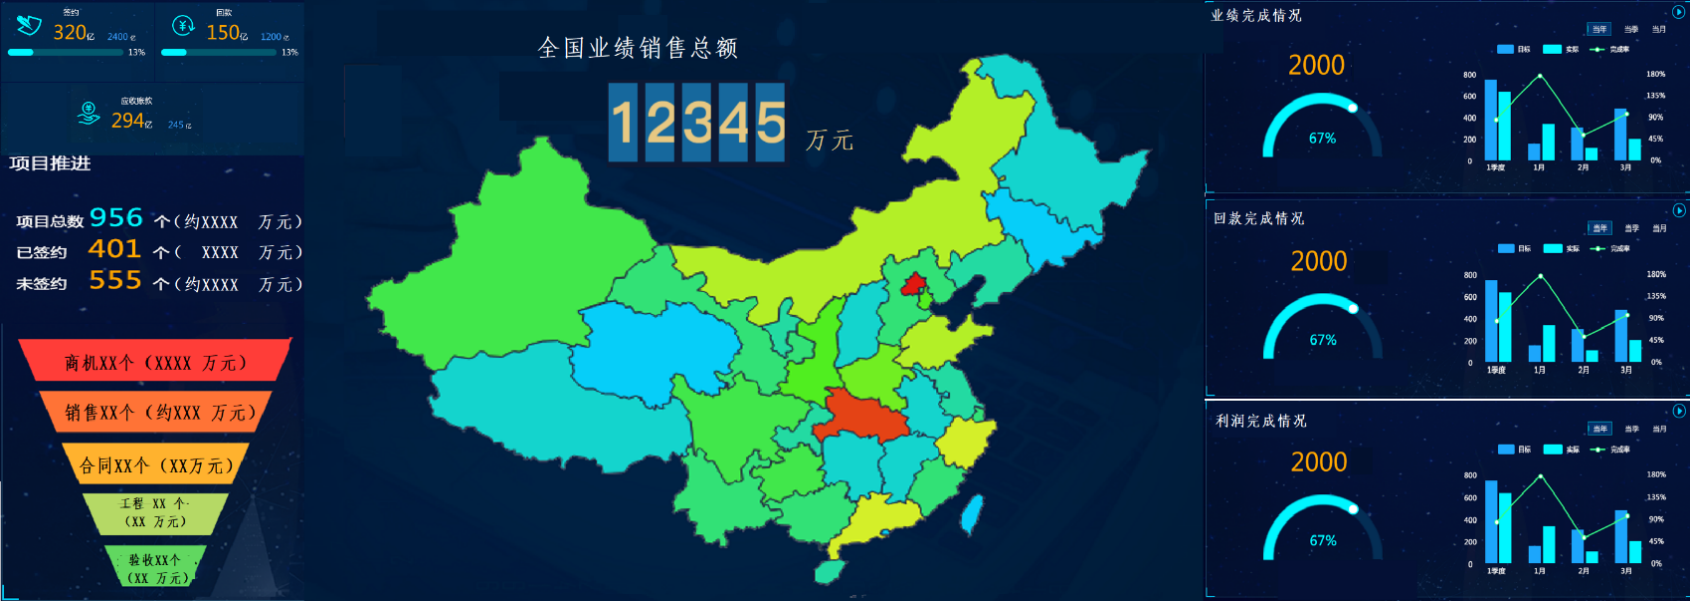 签约
320亿 2400亿
13%
回款
150亿 1200亿
13%
应收账款
294亿 245亿
项目推进
项目总数 956 个(约XXXX 万元)
已签约 401 个( XXXX 万元)
未签约 555 个(约XXXX 万元)
商机XX个（XXXX 万元）
销售XX个（约XXX 万元）
合同XX个（XX万元）
工程 XX 个
（XX 万元）
验收XX个
（XX 万元）
全国业绩销售总额
12345 万元
业绩完成情况
当年 当季 当月
2000
67%
目标 实际 完成率
800 180%
600 135%
400 90%
200 45%
0 0%
1季度 1月 2月 3月
回款完成情况
当年 当季 当月
2000
67%
目标 实际 完成率
800 180%
600 135%
400 90%
200 45%
0 0%
1季度 1月 2月 3月
利润完成情况
当年 当季 当月
2000
67%
目标 实际 完成率
800 180%
600 135%
400 90%
200 45%
0 0%
1季度 1月 2月 3月